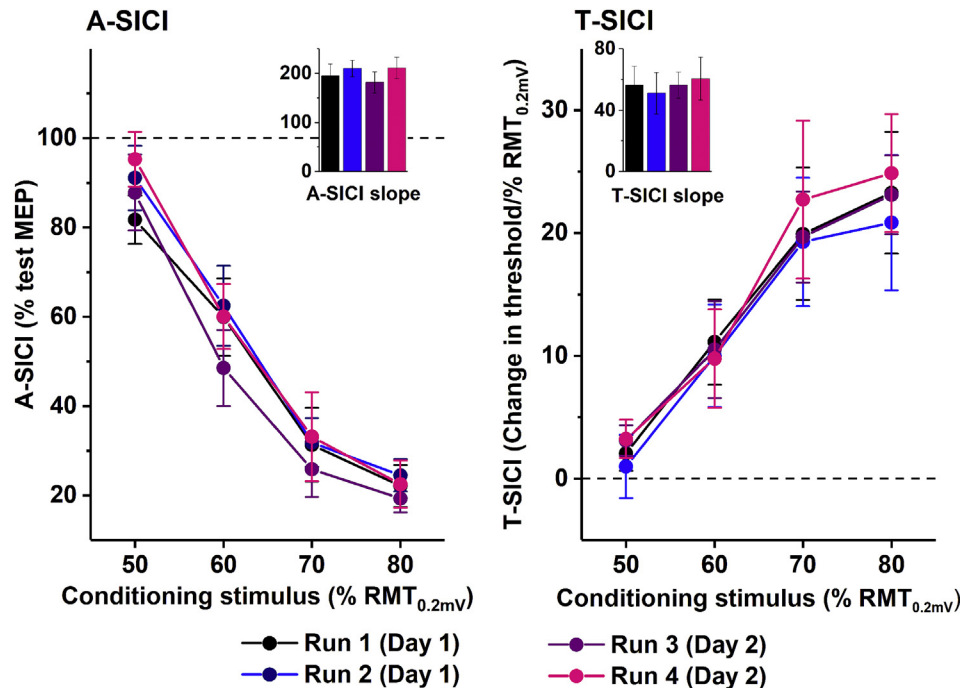 A-SICI
T-SICI
A-SICI (% test MEP)
100
80
60
40
20
200
100
0
A-SICI slope
50 60 70 80
Conditioning stimulus (% RMT0.2mV)
T-SICI (Change in threshold/% RMT0.2mV)
30
20
10
0
80
60
40
20
0
T-SICI slope
50 60 70 80
Conditioning stimulus (% RMT0.2mV)
Run 1 (Day 1)
Run 2 (Day 1)
Run 3 (Day 2)
Run 4 (Day 2)